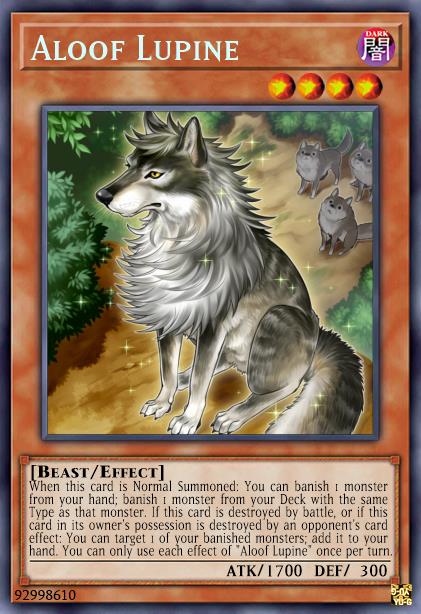 Aloof Lupine
DARK
闇
[Beast/Effect]
When this card is Normal Summoned: You can banish 1 monster
from your hand; banish 1 monster from your Deck with the same
Type as that monster. If this card is destroyed by battle, or if this
card in its owner's possession is destroyed by an opponent's card
effect: You can target 1 of your banished monsters; add it to your
hand. You can only use each effect of "Aloof Lupine" once per turn.
ATK/1700 DEF/ 300
92998610